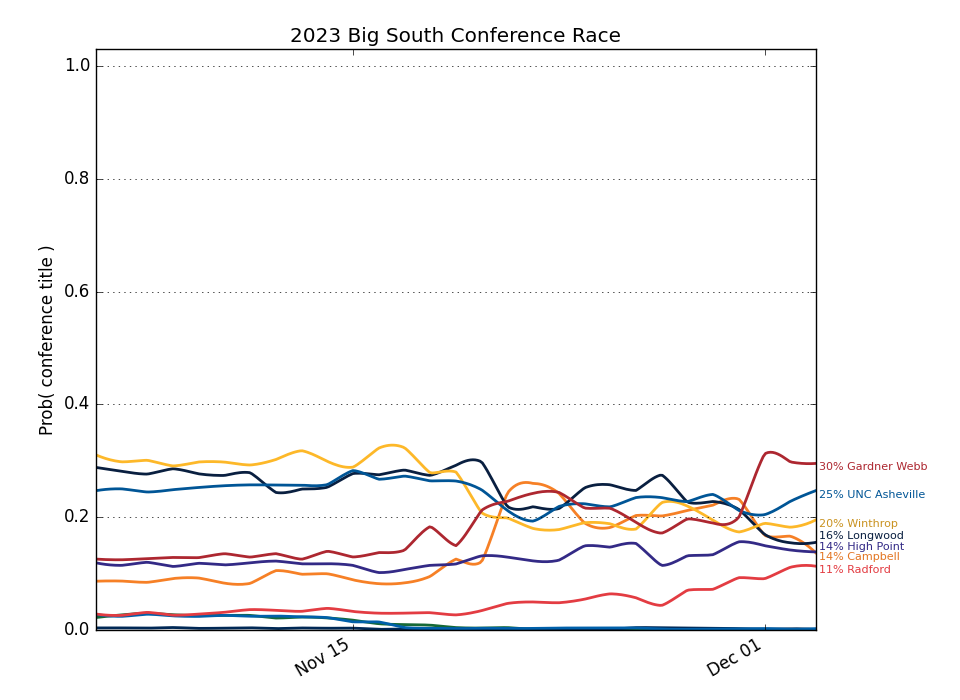 2023 Big South Conference Race
1.0
0.8
0.6
0.4
0.2
0.0
Prob( conference title )
Nov 15
Dec 01
30% Gardner Webb
25% UNC Asheville
20% Winthrop
16% Longwood
14% High Point
14% Campbell
11% Radford